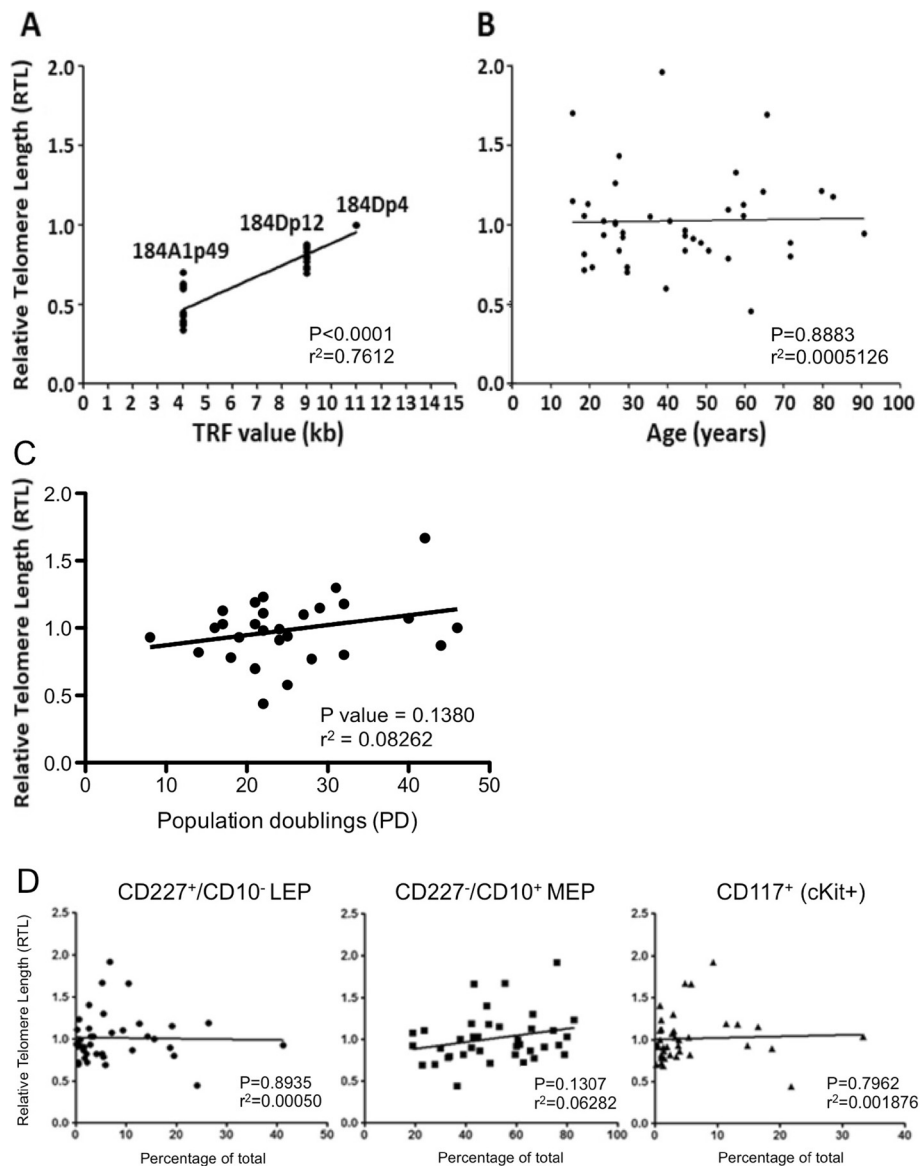 A
Relative Telomere Length (RTL)
2.0
1.5
1.0
0.5
0.0
184A1p49
184Dp12
184Dp4
P<0.0001
r²=0.7612
0 1 2 3 4 5 6 7 8 9 10 11 12 13 14 15
TRF value (kb)
B
2.0
1.5
1.0
0.5
0.0
P=0.8883
r²=0.0005126
0 10 20 30 40 50 60 70 80 90 100
Age (years)
C
Relative Telomere Length (RTL)
2.0
1.5
1.0
0.5
0.0
P value = 0.1380
r² = 0.08262
0 10 20 30 40 50
Population doublings (PD)
D
CD227⁺/CD10⁻ LEP
Relative Telomere Length (RTL)
2.5
2.0
1.5
1.0
0.5
0.0
P=0.8935
r²=0.00050
0 10 20 30 40 50
Percentage of total
CD227⁻/CD10⁺ MEP
2.5
2.0
1.5
1.0
0.5
0.0
P=0.1307
r²=0.06282
0 20 40 60 80 100
Percentage of total
CD117⁺ (cKit+)
2.5
2.0
1.5
1.0
0.5
0.0
P=0.7962
r²=0.001876
0 10 20 30 40
Percentage of total